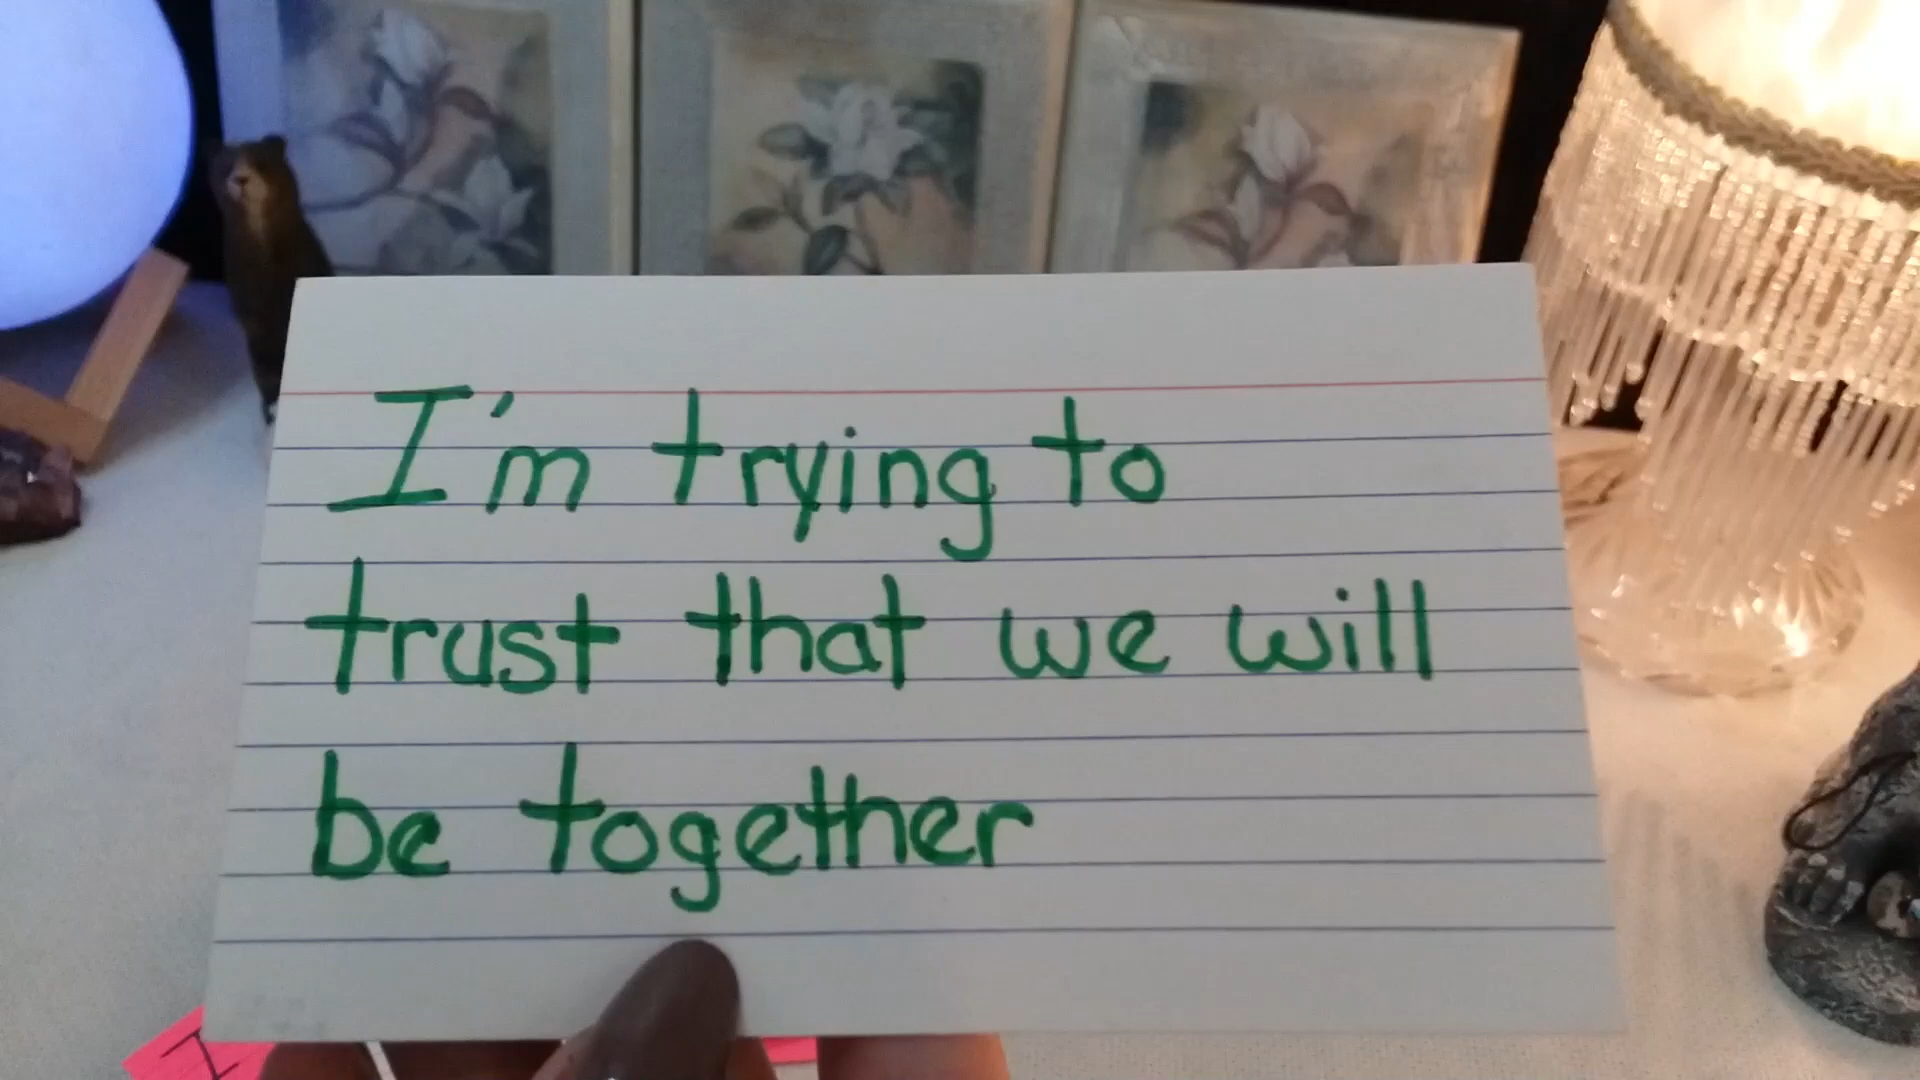 I'm trying to
trust that we will
be together